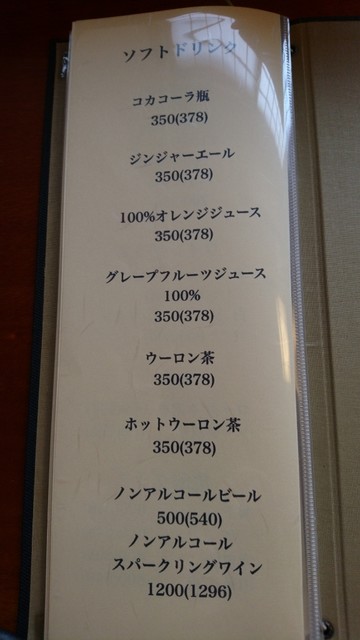 ソフトドリンク
コカコーラ瓶
350(378)
ジンジャーエール
350(378)
100%オレンジジュース
350(378)
グレープフルーツジュース
100%
350(378)
ウーロン茶
350(378)
ホットウーロン茶
350(378)
ノンアルコールビール
500(540)
ノンアルコール
スパークリングワイン
1200(1296)